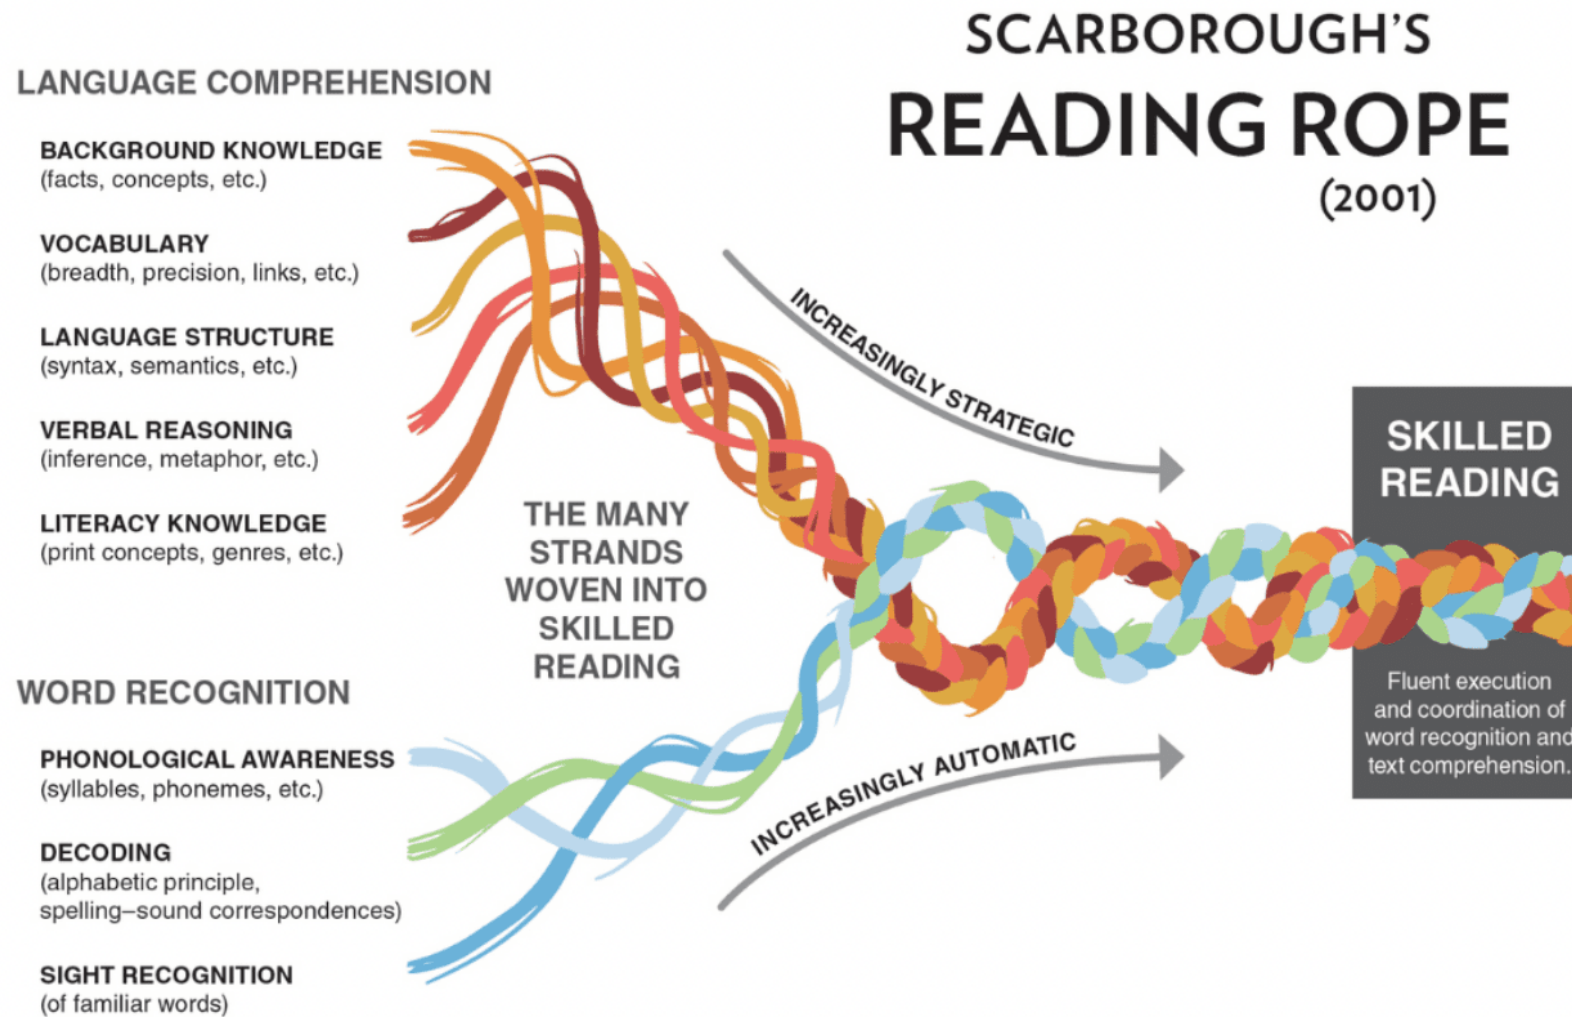 SCARBOROUGH'S
READING ROPE
(2001)
LANGUAGE COMPREHENSION
BACKGROUND KNOWLEDGE
(facts, concepts, etc.)
VOCABULARY
(breadth, precision, links, etc.)
LANGUAGE STRUCTURE
(syntax, semantics, etc.)
VERBAL REASONING
(inference, metaphor, etc.)
LITERACY KNOWLEDGE
(print concepts, genres, etc.)
THE MANY
STRANDS
WOVEN INTO
SKILLED
READING
WORD RECOGNITION
PHONOLOGICAL AWARENESS
(syllables, phonemes, etc.)
DECODING
(alphabetic principle,
spelling–sound correspondences)
SIGHT RECOGNITION
(of familiar words)
INCREASINGLY STRATEGIC
INCREASINGLY AUTOMATIC
SKILLED
READING
Fluent execution
and coordination of
word recognition and
text comprehension.